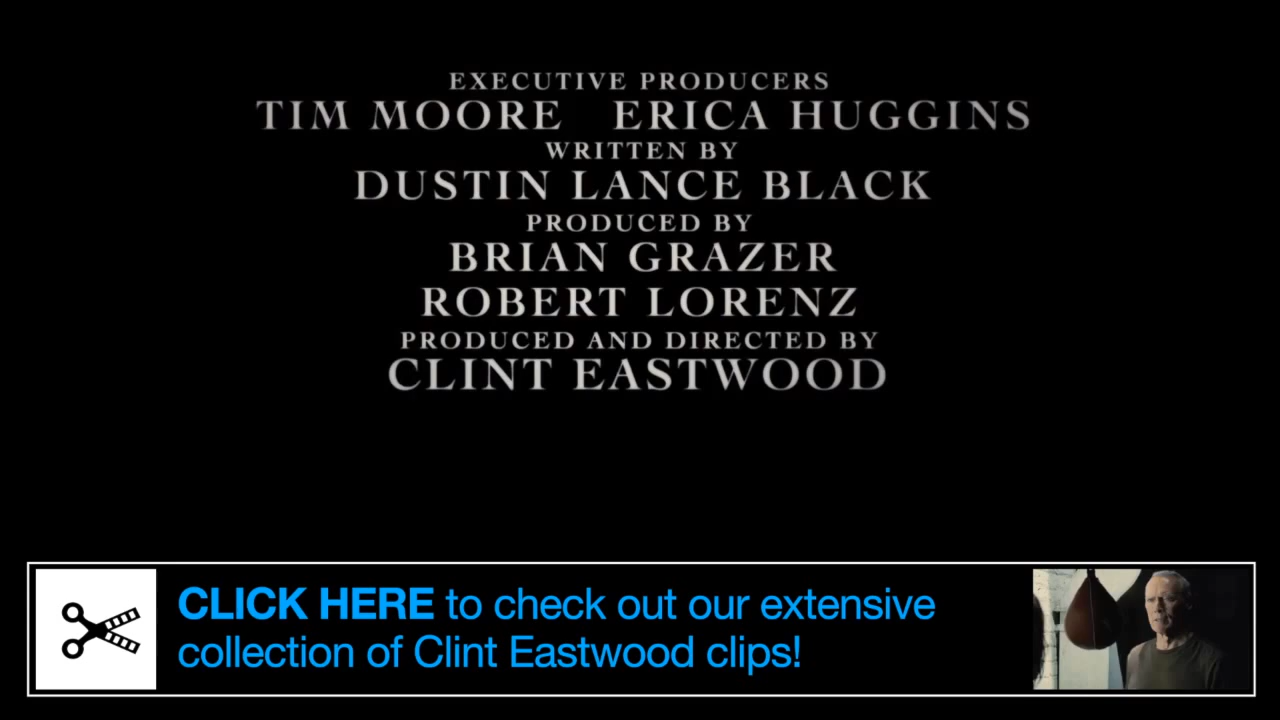 EXECUTIVE PRODUCERS
TIM MOORE ERICA HUGGINS
WRITTEN BY
DUSTIN LANCE BLACK
PRODUCED BY
BRIAN GRAZER
ROBERT LORENZ
PRODUCED AND DIRECTED BY
CLINT EASTWOOD
CLICK HERE to check out our extensive
collection of Clint Eastwood clips!